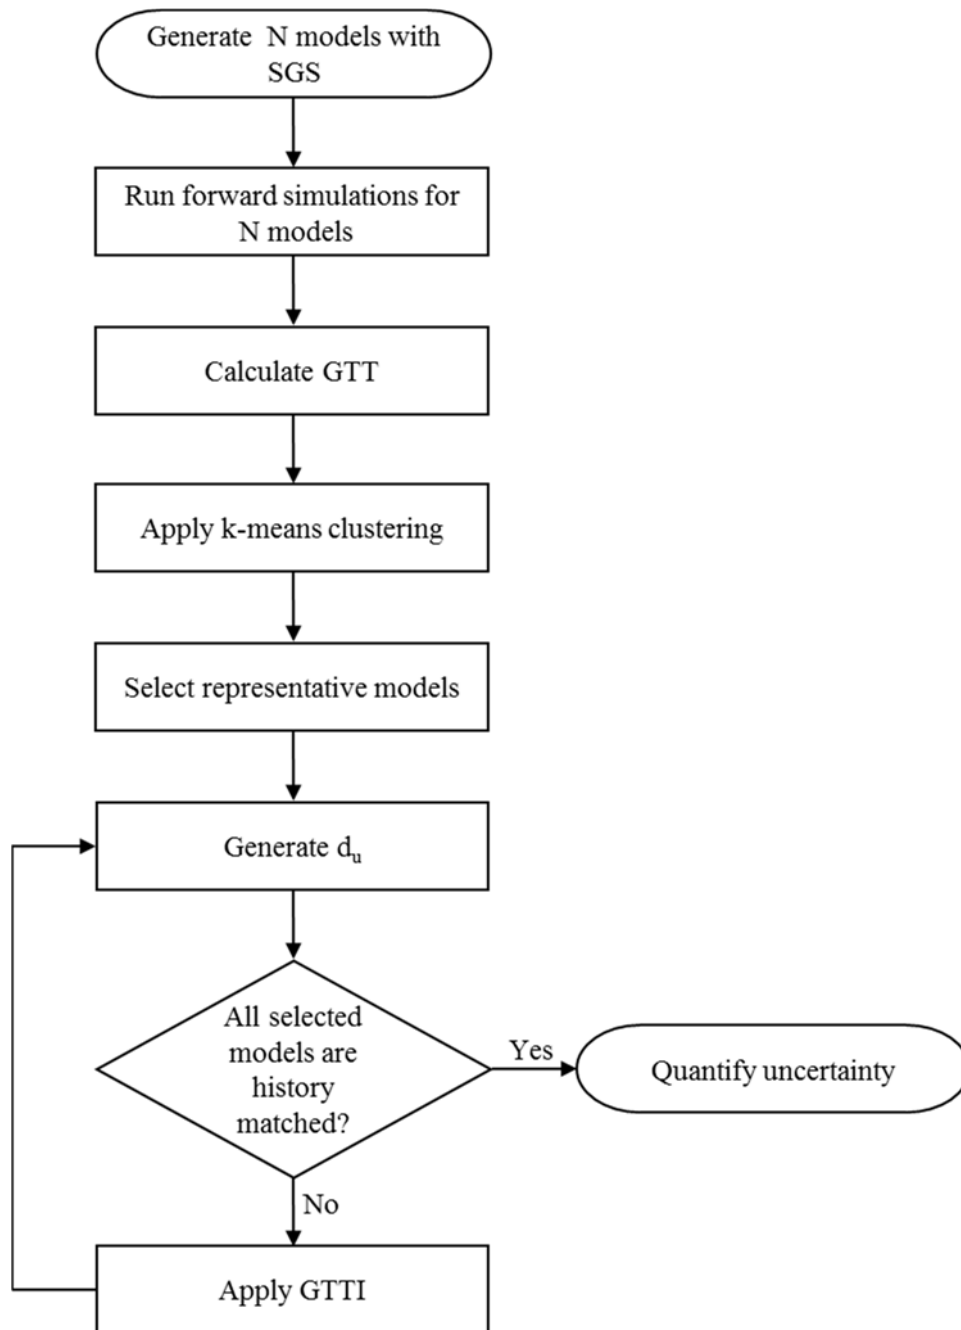 Generate N models with
SGS
Run forward simulations for
N models
Calculate GTT
Apply k-means clustering
Select representative models
Generate dᵤ
All selected
models are
history
matched?
Yes
Quantify uncertainty
No
Apply GTTI